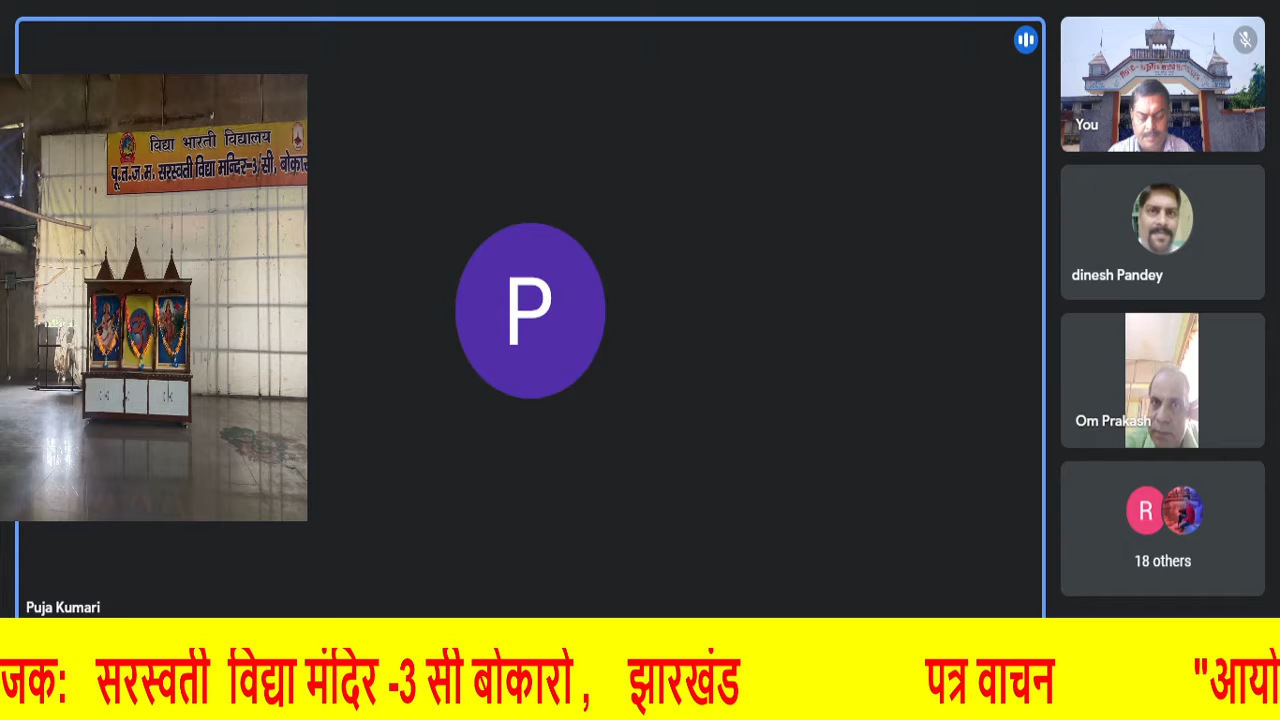 विद्या भारती विद्यालय
पू.त.ज.म. सरस्वती विद्या मन्दिर-3 सी. बोकारो
P
Puja Kumari
You
dinesh Pandey
Om Prakash
R
18 others
जक: सरस्वती विद्या मंदिर -3 सी बोकारो , झारखंड पत्र वाचन "आयो